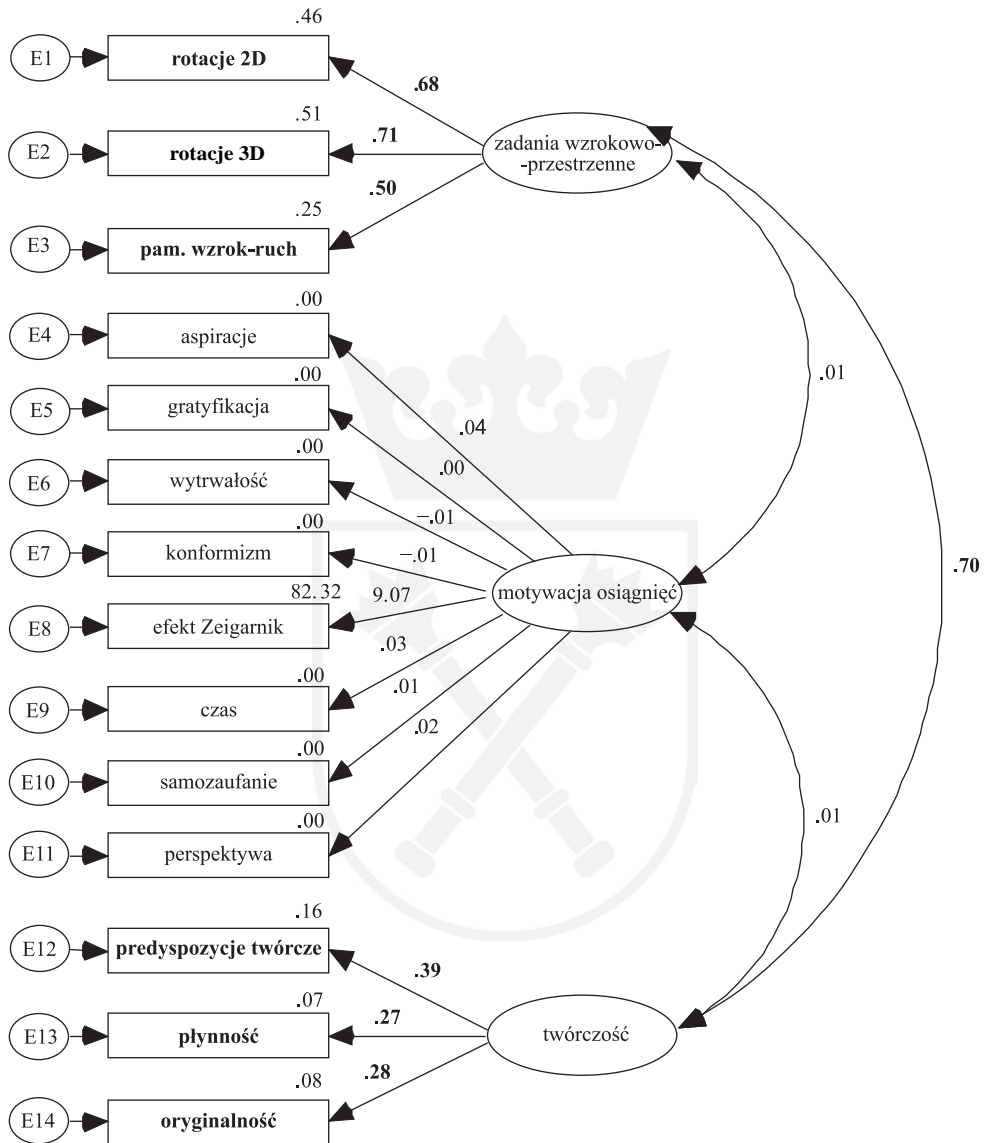 .46
E1
rotacje 2D
.68
.51
E2
rotacje 3D
.71
zadania wzrokowo-
-przestrzenne
.50
.25
E3
pam. wzrok-ruch
.00
E4
aspiracje
.01
.00
E5
gratyfikacja
.04
.00
.00
E6
wytrwałość
−.01
.00
E7
konformizm
−.01
.70
82.32
9.07
motywacja osiągnięć
E8
efekt Zeigarnik
.03
.00
.01
E9
czas
.02
.00
E10
samozaufanie
.01
.00
E11
perspektywa
.16
E12
predyspozycje twórcze
.39
.07
E13
płynność
.27
twórczość
.28
.08
E14
oryginalność